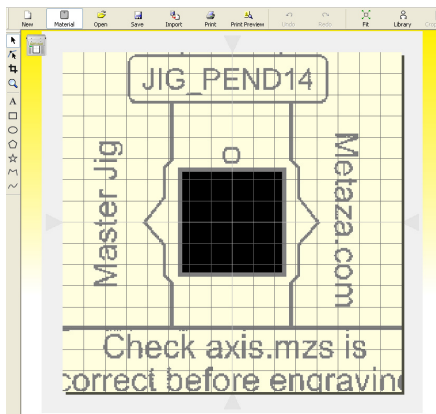 New Material Open Save Import Print Print Preview Undo Redo Fit Library
A
JIG_PEND14
Master Jig
Metaza.com
Check axis.mzs is
correct before engraving